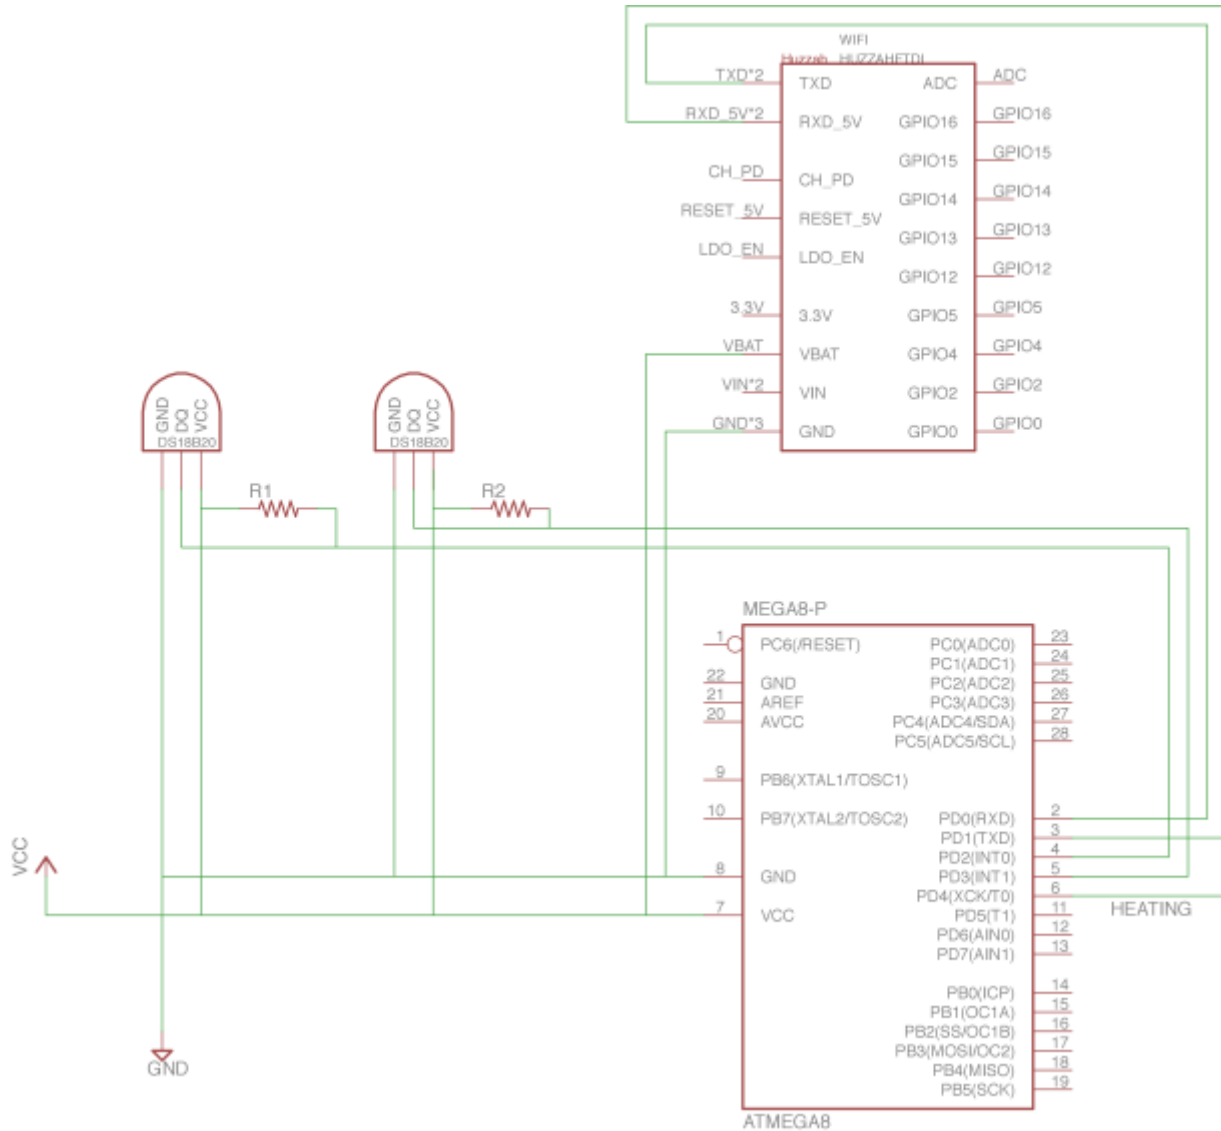 WIFI
Huzzah HUZZAHFTDI
TXD*2 TXD ADC ADC
RXD_5V*2 RXD_5V GPIO16 GPIO16
GPIO15 GPIO15
CH_PD CH_PD
GPIO14 GPIO14
RESET_5V RESET_5V
GPIO13 GPIO13
LDO_EN LDO_EN
GPIO12 GPIO12
3.3V 3.3V GPIO5 GPIO5
VBAT VBAT GPIO4 GPIO4
VIN*2 VIN GPIO2 GPIO2
GND*3 GND GPIO0 GPIO0
GND DQ VCC
DS18B20
GND DQ VCC
DS18B20
R1
R2
MEGA8-P
1 PC6(/RESET) PC0(ADC0) 23
PC1(ADC1) 24
22 GND PC2(ADC2) 25
21 AREF PC3(ADC3) 26
20 AVCC PC4(ADC4/SDA) 27
PC5(ADC5/SCL) 28
9 PB6(XTAL1/TOSC1)
10 PB7(XTAL2/TOSC2) PD0(RXD) 2
PD1(TXD) 3
PD2(INT0) 4
8 GND PD3(INT1) 5
PD4(XCK/T0) 6
7 VCC PD5(T1) 11
HEATING
PD6(AIN0) 12
PD7(AIN1) 13
PB0(ICP) 14
PB1(OC1A) 15
PB2(SS/OC1B) 16
PB3(MOSI/OC2) 17
PB4(MISO) 18
PB5(SCK) 19
ATMEGA8
VCC
GND